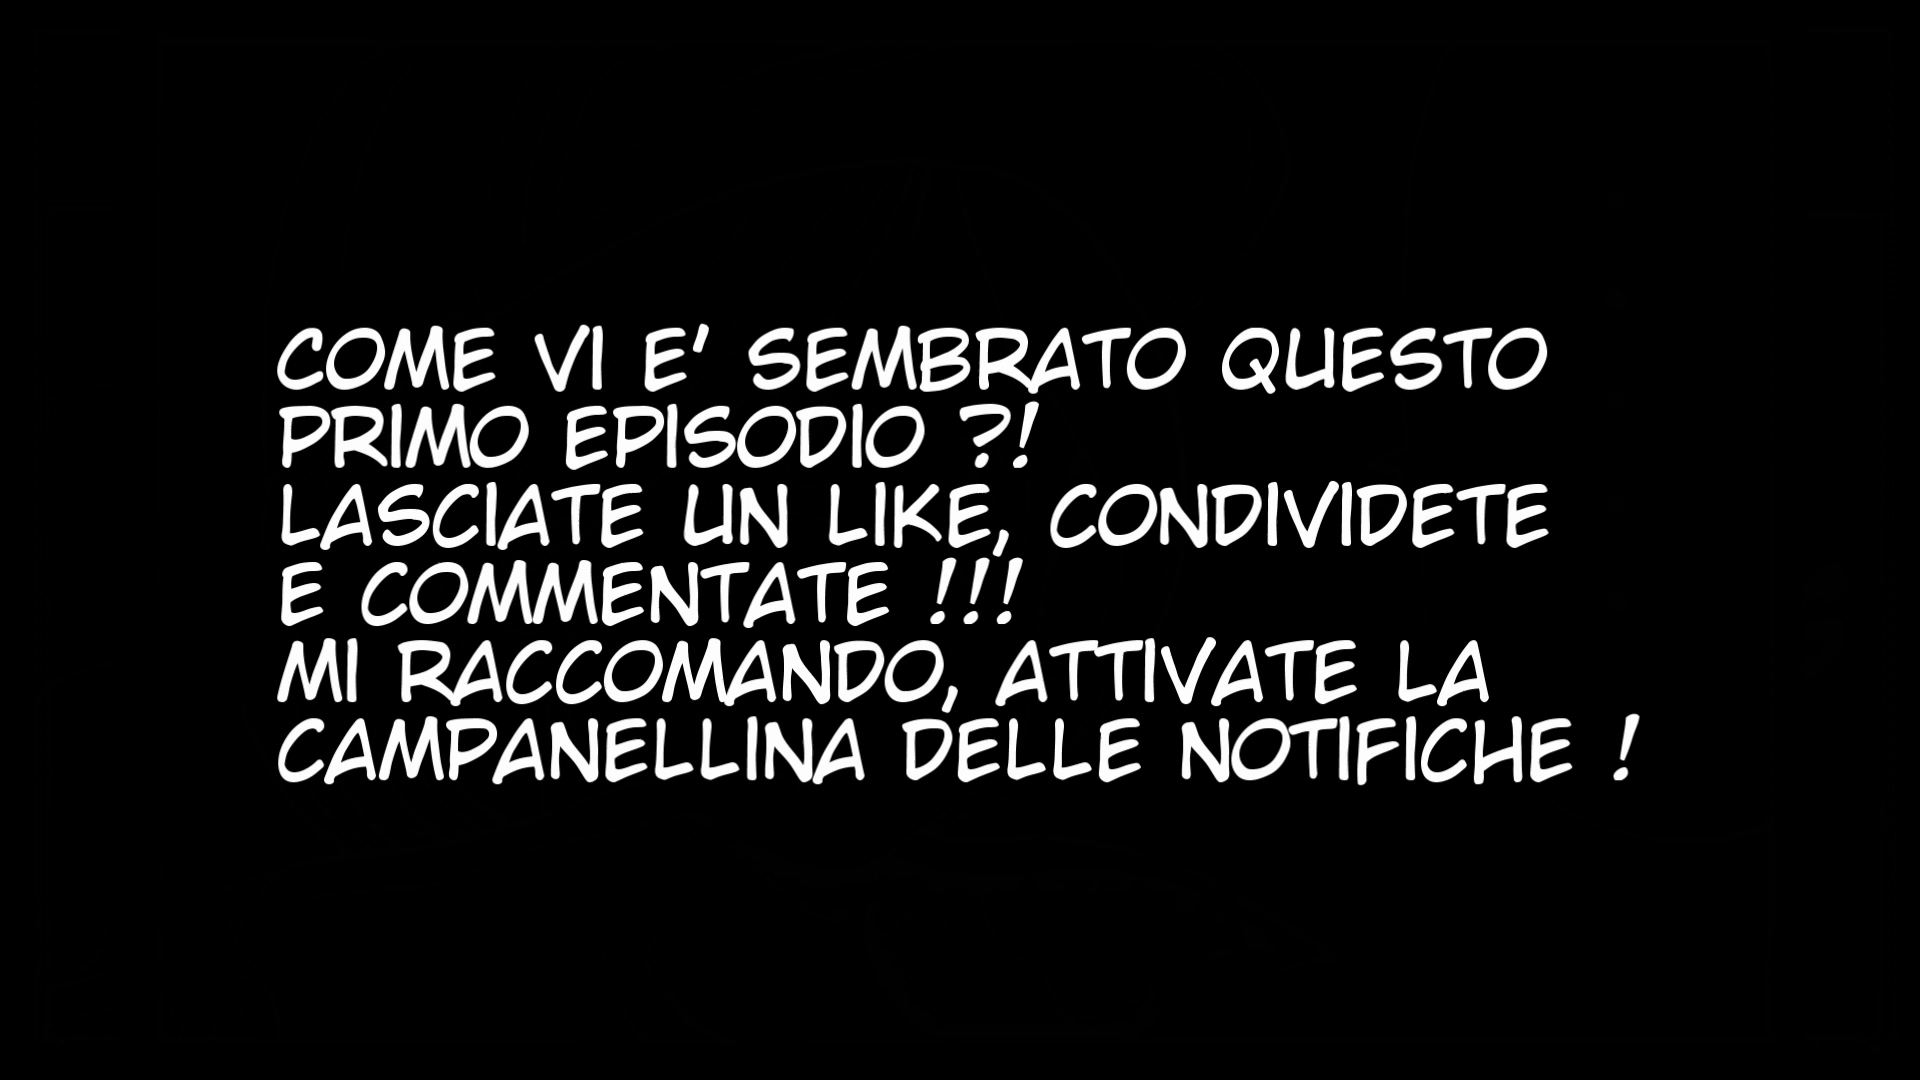 COME VI E' SEMBRATO QUESTO
PRIMO EPISODIO ?!
LASCIATE UN LIKE, CONDIVIDETE
E COMMENTATE !!!
MI RACCOMANDO, ATTIVATE LA
CAMPANELLINA DELLE NOTIFICHE !